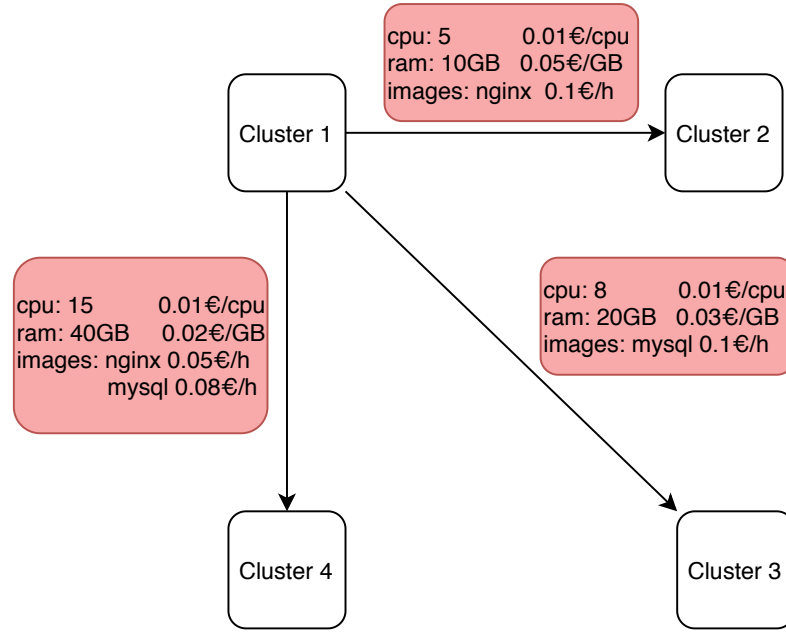 cpu: 5 0.01€/cpu
ram: 10GB 0.05€/GB
images: nginx 0.1€/h
Cluster 1
Cluster 2
cpu: 15 0.01€/cpu
ram: 40GB 0.02€/GB
images: nginx 0.05€/h
mysql 0.08€/h
cpu: 8 0.01€/cpu
ram: 20GB 0.03€/GB
images: mysql 0.1€/h
Cluster 4
Cluster 3